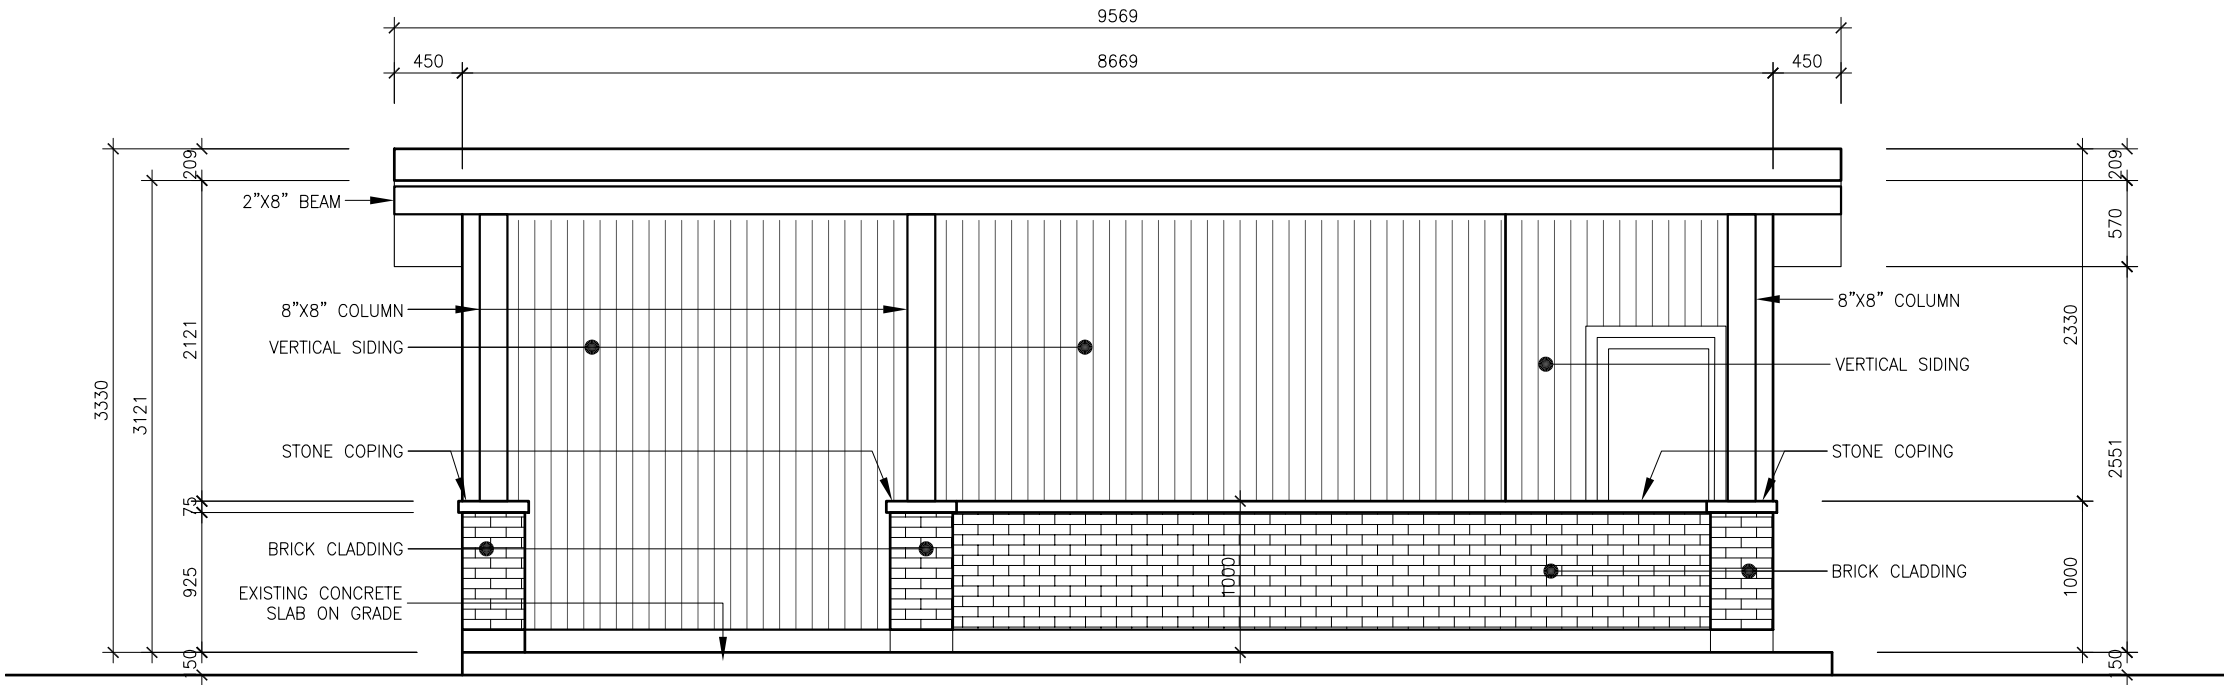 9569
450
8669
450
209
209
2”X8” BEAM
570
8”X8” COLUMN
8”X8” COLUMN
2121
2330
VERTICAL SIDING
VERTICAL SIDING
3330
3121
STONE COPING
STONE COPING
2551
75
BRICK CLADDING
925
1000
BRICK CLADDING
1000
EXISTING CONCRETE
SLAB ON GRADE
150
150